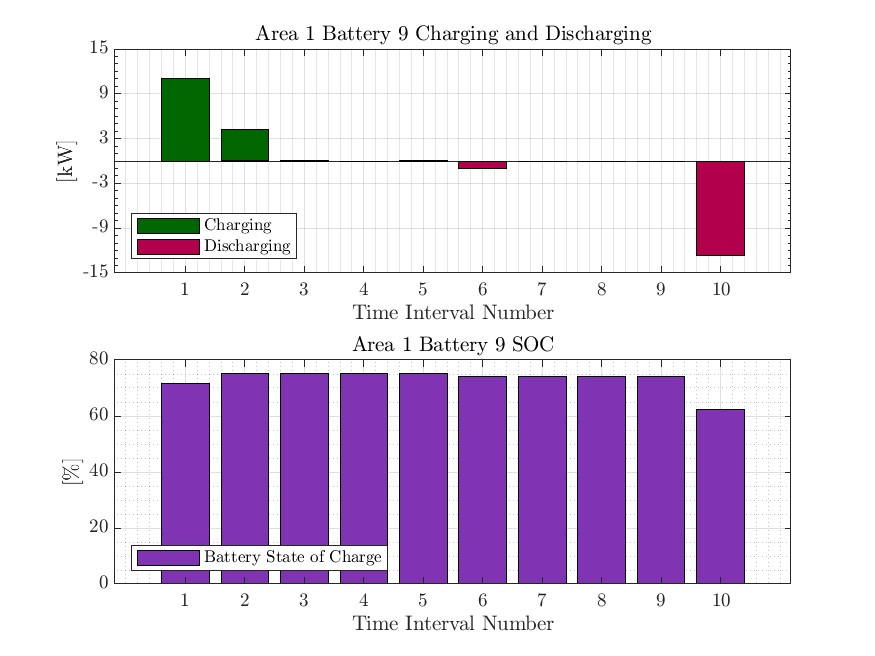 Area 1 Battery 9 Charging and Discharging
15
9
3
-3
-9
-15
[kW]
Charging
Discharging
1 2 3 4 5 6 7 8 9 10
Time Interval Number
Area 1 Battery 9 SOC
80
60
40
20
0
[%]
Battery State of Charge
1 2 3 4 5 6 7 8 9 10
Time Interval Number